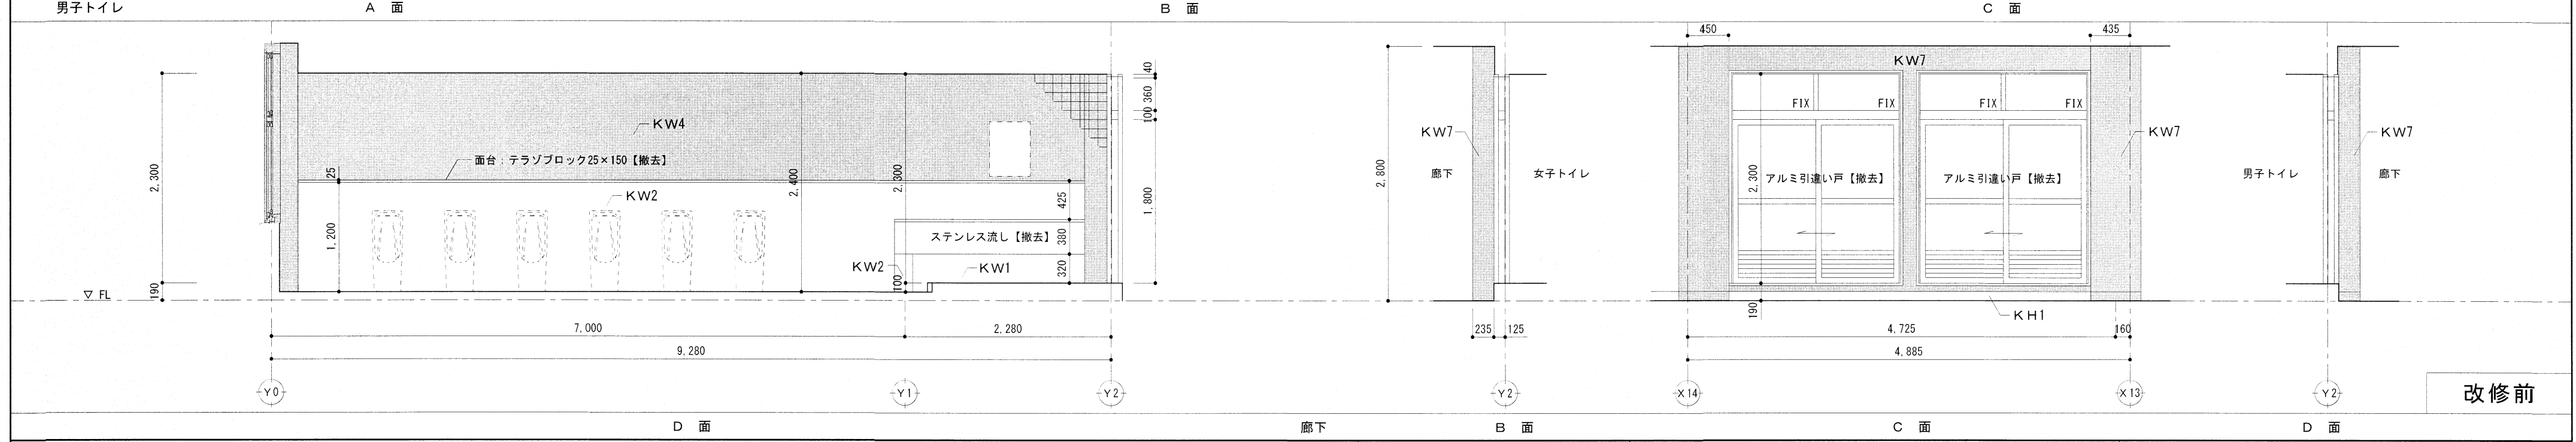 男子トイレ
A 面
B 面
C 面
450
435
KW7
40
360
100
1,800
FIX
FIX
FIX
FIX
KW4
面台：テラゾブロック25×150【撤去】
2,300
25
2,400
2,300
2,800
KW7
廊下
女子トイレ
2,300
アルミ引違い戸【撤去】
アルミ引違い戸【撤去】
KW7
男子トイレ
KW7
廊下
KW2
1,200
425
ステンレス流し【撤去】
380
KW2
KW1
320
100
▽ FL
190
190
KH1
7,000
2,280
235
125
4,725
160
9,280
4,885
Y0
Y1
Y2
Y2
X14
X13
Y2
改修前
D 面
廊下
B 面
C 面
D 面